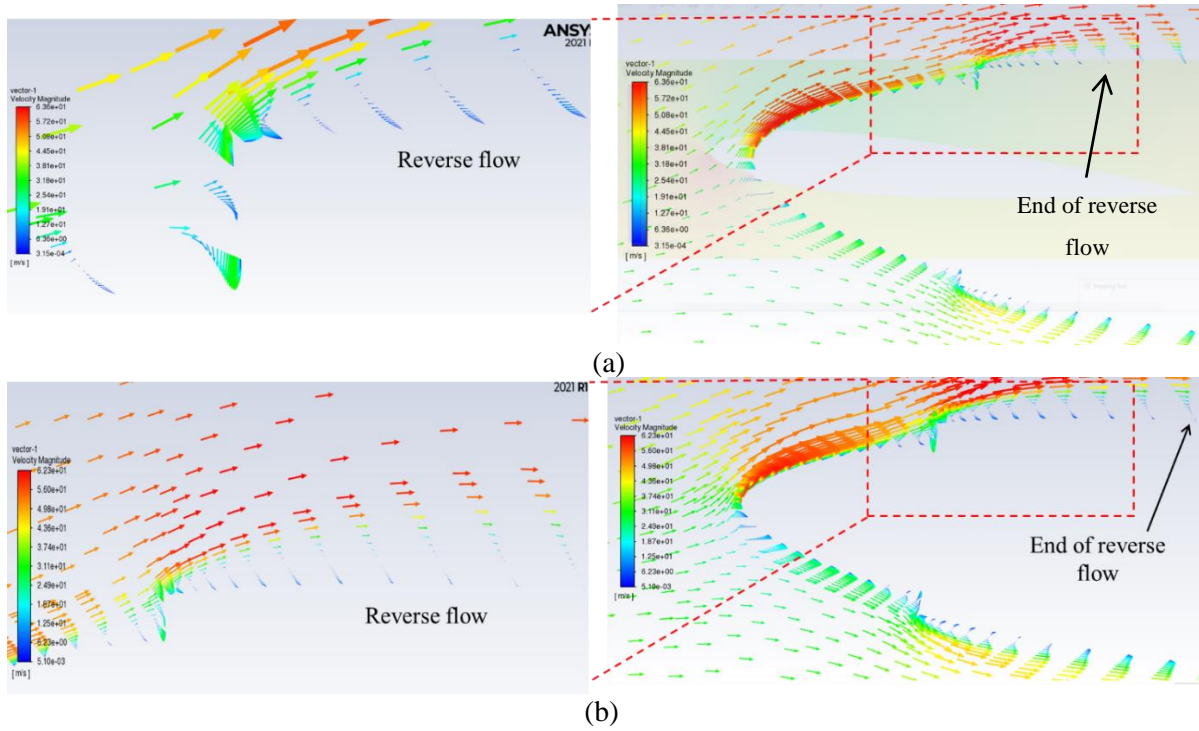 ANSYS
2021
vector-1
Velocity Magnitude
6.36e+01
5.72e+01
5.08e+01
4.45e+01
3.81e+01
2.54e+01
1.91e+01
1.27e+01
6.36e+00
3.15e-04
[ m/s ]
Reverse flow
vector-1
Velocity Magnitude
6.36e+01
5.72e+01
5.08e+01
4.45e+01
3.81e+01
2.54e+01
1.91e+01
1.27e+01
6.36e+00
3.15e-04
[ m/s ]
End of reverse
flow
(a)
2021 R1
vector-1
Velocity Magnitude
6.23e+01
5.60e+01
4.98e+01
4.36e+01
3.74e+01
3.11e+01
2.49e+01
1.87e+01
1.25e+01
6.23e+00
5.10e-03
[ m/s ]
Reverse flow
vector-1
Velocity Magnitude
6.23e+01
5.60e+01
4.98e+01
4.36e+01
3.74e+01
3.11e+01
2.49e+01
1.87e+01
1.25e+01
6.23e+00
5.10e-03
[ m/s ]
End of reverse
flow
(b)